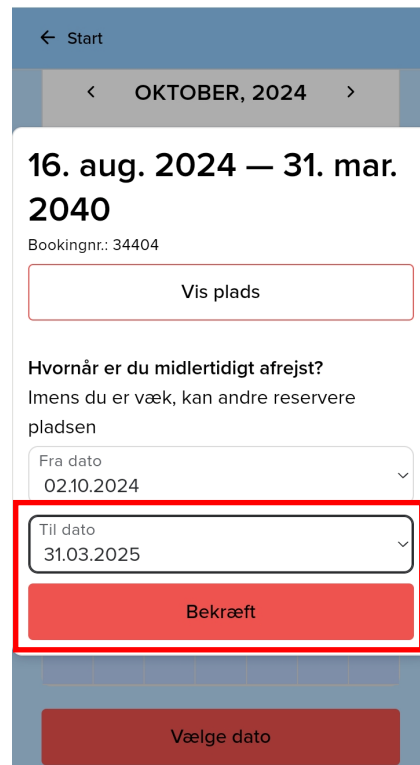 Start
OKTOBER, 2024
16. aug. 2024 — 31. mar.
2040
Bookingnr.: 34404
Vis plads
Hvornår er du midlertidigt afrejst?
Imens du er væk, kan andre reservere
pladsen
Fra dato
02.10.2024
Til dato
31.03.2025
Bekræft
Vælge dato